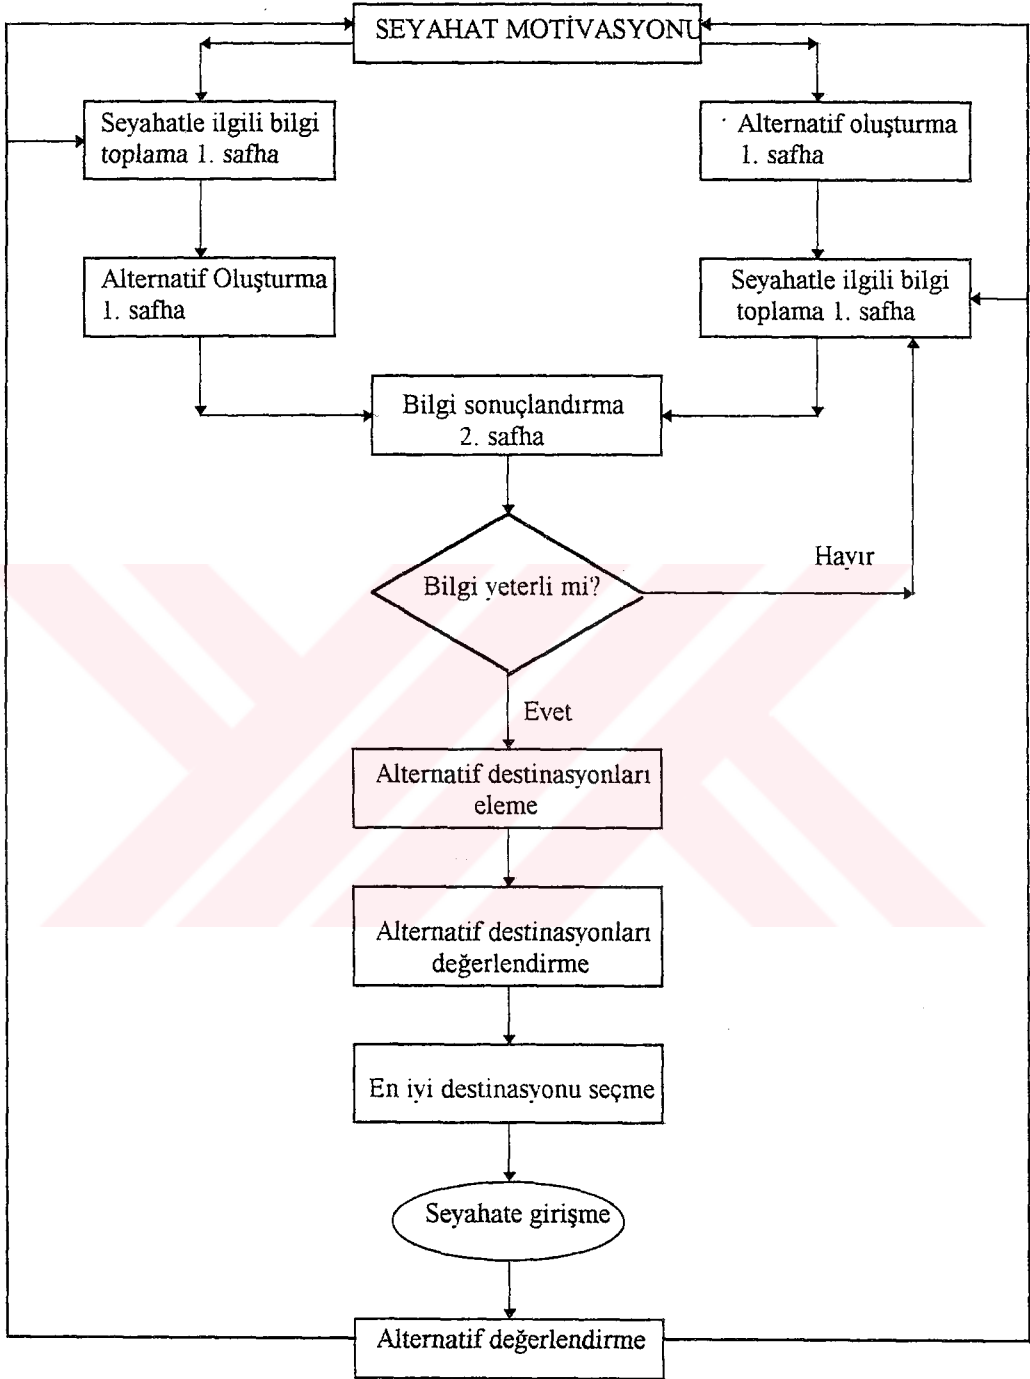 SEYAHAT MOTİVASYONU
Seyahatle ilgili bilgi
toplama 1. safha
Alternatif oluşturma
1. safha
Alternatif Oluşturma
1. safha
Seyahatle ilgili bilgi
toplama 1. safha
Bilgi sonuçlandırma
2. safha
Bilgi yeterli mi?
Hayır
Evet
Alternatif destinasyonları
eleme
Alternatif destinasyonları
değerlendirme
En iyi destinasyonu seçme
Seyahate girişme
Alternatif değerlendirme